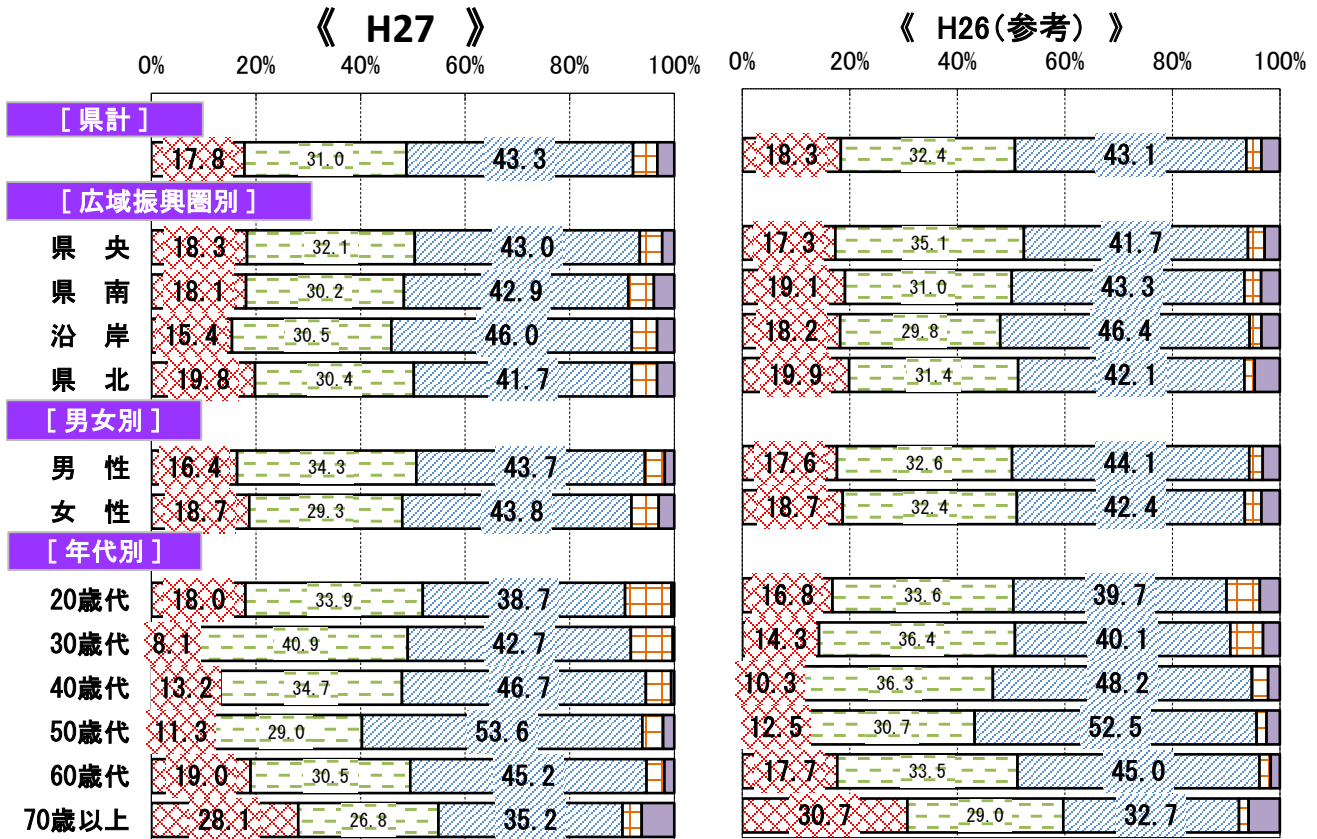 《 H27 》 《 H26(参考) 》
0% 20% 40% 60% 80% 100% 0% 20% 40% 60% 80% 100%
[ 県計 ]
17.8 31.0 43.3 18.3 32.4 43.1
[ 広域振興圏別 ]
県 央 18.3 32.1 43.0 17.3 35.1 41.7
県 南 18.1 30.2 42.9 19.1 31.0 43.3
沿 岸 15.4 30.5 46.0 18.2 29.8 46.4
県 北 19.8 30.4 41.7 19.9 31.4 42.1
[ 男女別 ]
男 性 16.4 34.3 43.7 17.6 32.6 44.1
女 性 18.7 29.3 43.8 18.7 32.4 42.4
[ 年代別 ]
20歳代 18.0 33.9 38.7 16.8 33.6 39.7
30歳代 8.1 40.9 42.7 14.3 36.4 40.1
40歳代 13.2 34.7 46.7 10.3 36.3 48.2
50歳代 11.3 29.0 53.6 12.5 30.7 52.5
60歳代 19.0 30.5 45.2 17.7 33.5 45.0
70歳以上 28.1 26.8 35.2 30.7 29.0 32.7